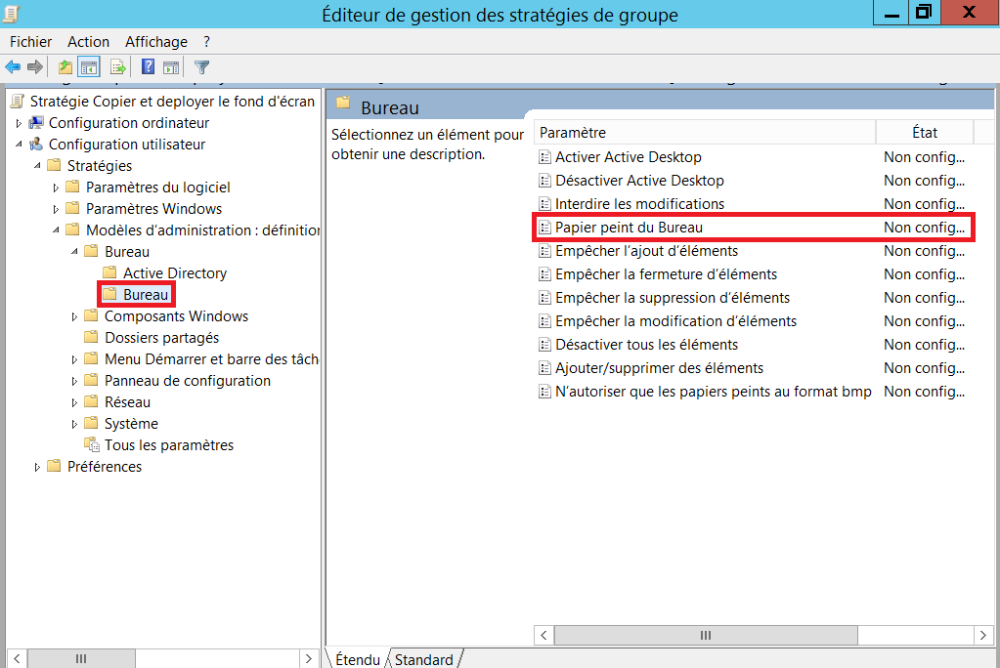 Éditeur de gestion des stratégies de groupe
Fichier Action Affichage ?
Stratégie Copier et deployer le fond d'écran
Configuration ordinateur
Configuration utilisateur
Stratégies
Paramètres du logiciel
Paramètres Windows
Modèles d'administration : définition
Bureau
Active Directory
Bureau
Composants Windows
Dossiers partagés
Menu Démarrer et barre des tâch
Panneau de configuration
Réseau
Système
Tous les paramètres
Préférences
Bureau
Sélectionnez un élément pour
obtenir une description.
Paramètre État
Activer Active Desktop Non config...
Désactiver Active Desktop Non config...
Interdire les modifications Non config...
Papier peint du Bureau Non config...
Empêcher l'ajout d'éléments Non config...
Empêcher la fermeture d'éléments Non config...
Empêcher la suppression d'éléments Non config...
Empêcher la modification d'éléments Non config...
Désactiver tous les éléments Non config...
Ajouter/supprimer des éléments Non config...
N'autoriser que les papiers peints au format bmp Non config...
Étendu Standard